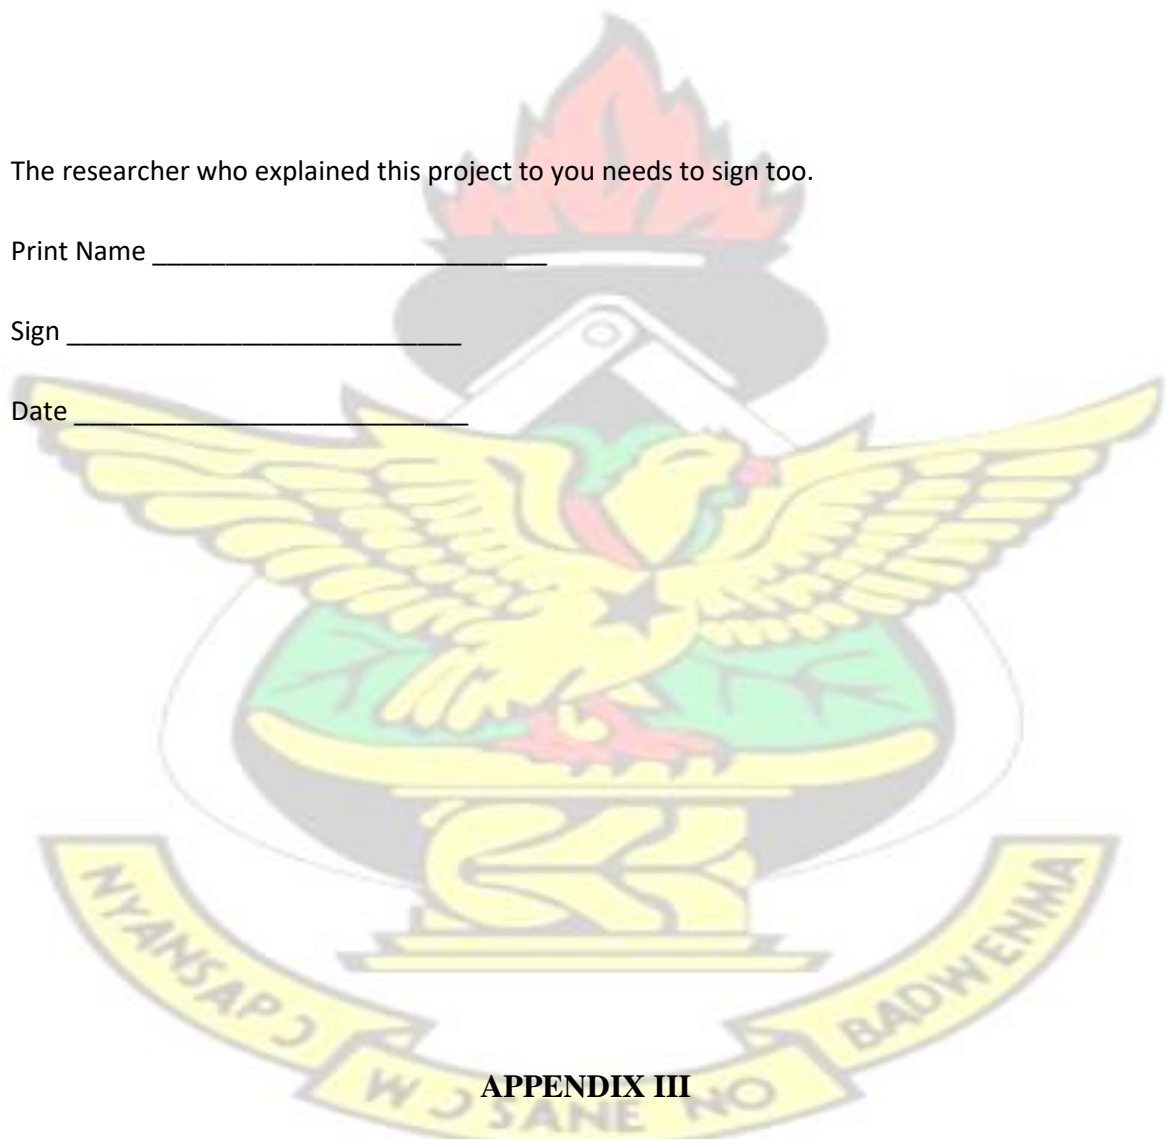 The researcher who explained this project to you needs to sign too.
Print Name ___________________________
Sign ___________________________
Date ___________________________
NYANSAPƆ
WƆ SANE NO
BADWENMA
APPENDIX III